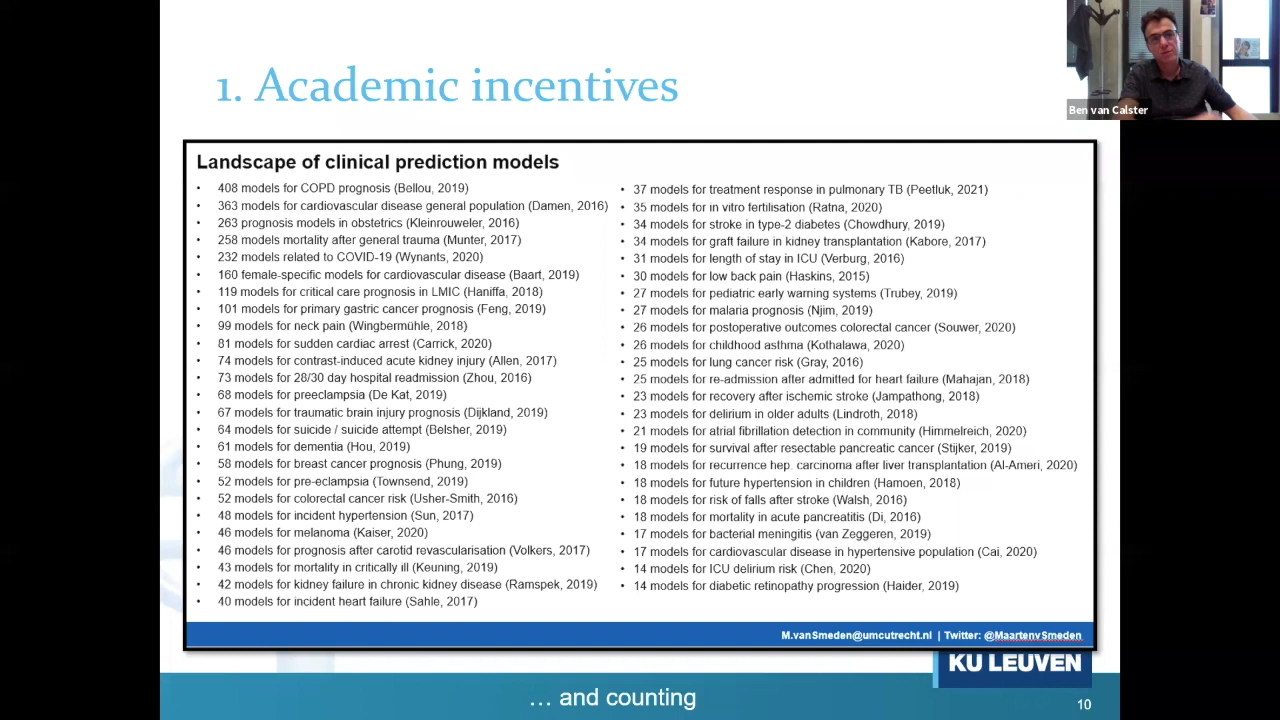 1. Academic incentives
Ben van Calster
Landscape of clinical prediction models
• 408 models for COPD prognosis (Bellou, 2019)
• 363 models for cardiovascular disease general population (Damen, 2016)
• 263 prognosis models in obstetrics (Kleinrouweler, 2016)
• 258 models mortality after general trauma (Munter, 2017)
• 232 models related to COVID-19 (Wynants, 2020)
• 160 female-specific models for cardiovascular disease (Baart, 2019)
• 119 models for critical care prognosis in LMIC (Haniffa, 2018)
• 101 models for primary gastric cancer prognosis (Feng, 2019)
• 99 models for neck pain (Wingbermühle, 2018)
• 81 models for sudden cardiac arrest (Carrick, 2020)
• 74 models for contrast-induced acute kidney injury (Allen, 2017)
• 73 models for 28/30 day hospital readmission (Zhou, 2016)
• 68 models for preeclampsia (De Kat, 2019)
• 67 models for traumatic brain injury prognosis (Dijkland, 2019)
• 64 models for suicide / suicide attempt (Belsher, 2019)
• 61 models for dementia (Hou, 2019)
• 58 models for breast cancer prognosis (Phung, 2019)
• 52 models for pre-eclampsia (Townsend, 2019)
• 52 models for colorectal cancer risk (Usher-Smith, 2016)
• 48 models for incident hypertension (Sun, 2017)
• 46 models for melanoma (Kaiser, 2020)
• 46 models for prognosis after carotid revascularisation (Volkers, 2017)
• 43 models for mortality in critically ill (Keuning, 2019)
• 42 models for kidney failure in chronic kidney disease (Ramspek, 2019)
• 40 models for incident heart failure (Sahle, 2017)
• 37 models for treatment response in pulmonary TB (Peetluk, 2021)
• 35 models for in vitro fertilisation (Ratna, 2020)
• 34 models for stroke in type-2 diabetes (Chowdhury, 2019)
• 34 models for graft failure in kidney transplantation (Kabore, 2017)
• 31 models for length of stay in ICU (Verburg, 2016)
• 30 models for low back pain (Haskins, 2015)
• 27 models for pediatric early warning systems (Trubey, 2019)
• 27 models for malaria prognosis (Njim, 2019)
• 26 models for postoperative outcomes colorectal cancer (Souwer, 2020)
• 26 models for childhood asthma (Kothalawa, 2020)
• 25 models for lung cancer risk (Gray, 2016)
• 25 models for re-admission after admitted for heart failure (Mahajan, 2018)
• 23 models for recovery after ischemic stroke (Jampathong, 2018)
• 23 models for delirium in older adults (Lindroth, 2018)
• 21 models for atrial fibrillation detection in community (Himmelreich, 2020)
• 19 models for survival after resectable pancreatic cancer (Stijker, 2019)
• 18 models for recurrence hep. carcinoma after liver transplantation (Al-Ameri, 2020)
• 18 models for future hypertension in children (Hamoen, 2018)
• 18 models for risk of falls after stroke (Walsh, 2016)
• 18 models for mortality in acute pancreatitis (Di, 2016)
• 17 models for bacterial meningitis (van Zeggeren, 2019)
• 17 models for cardiovascular disease in hypertensive population (Cai, 2020)
• 14 models for ICU delirium risk (Chen, 2020)
• 14 models for diabetic retinopathy progression (Haider, 2019)
M.vanSmeden@umcutrecht.nl | Twitter: @MaartenvSmeden
KU LEUVEN
… and counting
10